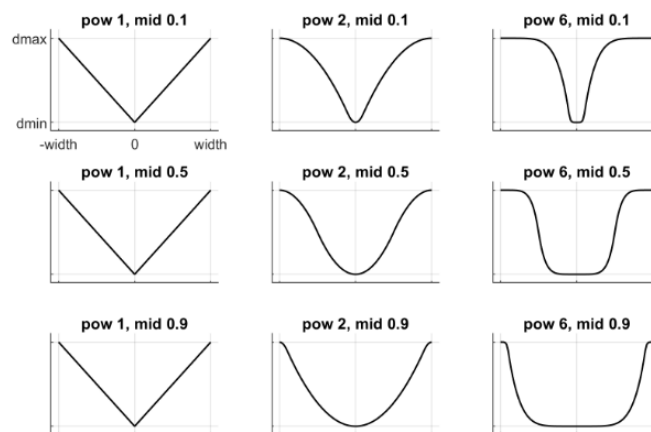 pow 1, mid 0.1
pow 2, mid 0.1
pow 6, mid 0.1
dmax
dmin
-width
0
width
pow 1, mid 0.5
pow 2, mid 0.5
pow 6, mid 0.5
pow 1, mid 0.9
pow 2, mid 0.9
pow 6, mid 0.9